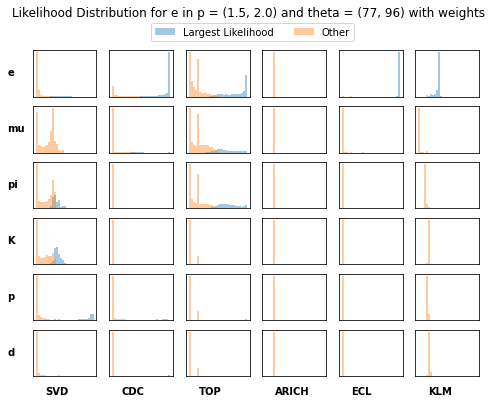 Likelihood Distribution for e in p = (1.5, 2.0) and theta = (77, 96) with weights
Largest Likelihood Other
e
mu
pi
K
p
d
SVD CDC TOP ARICH ECL KLM